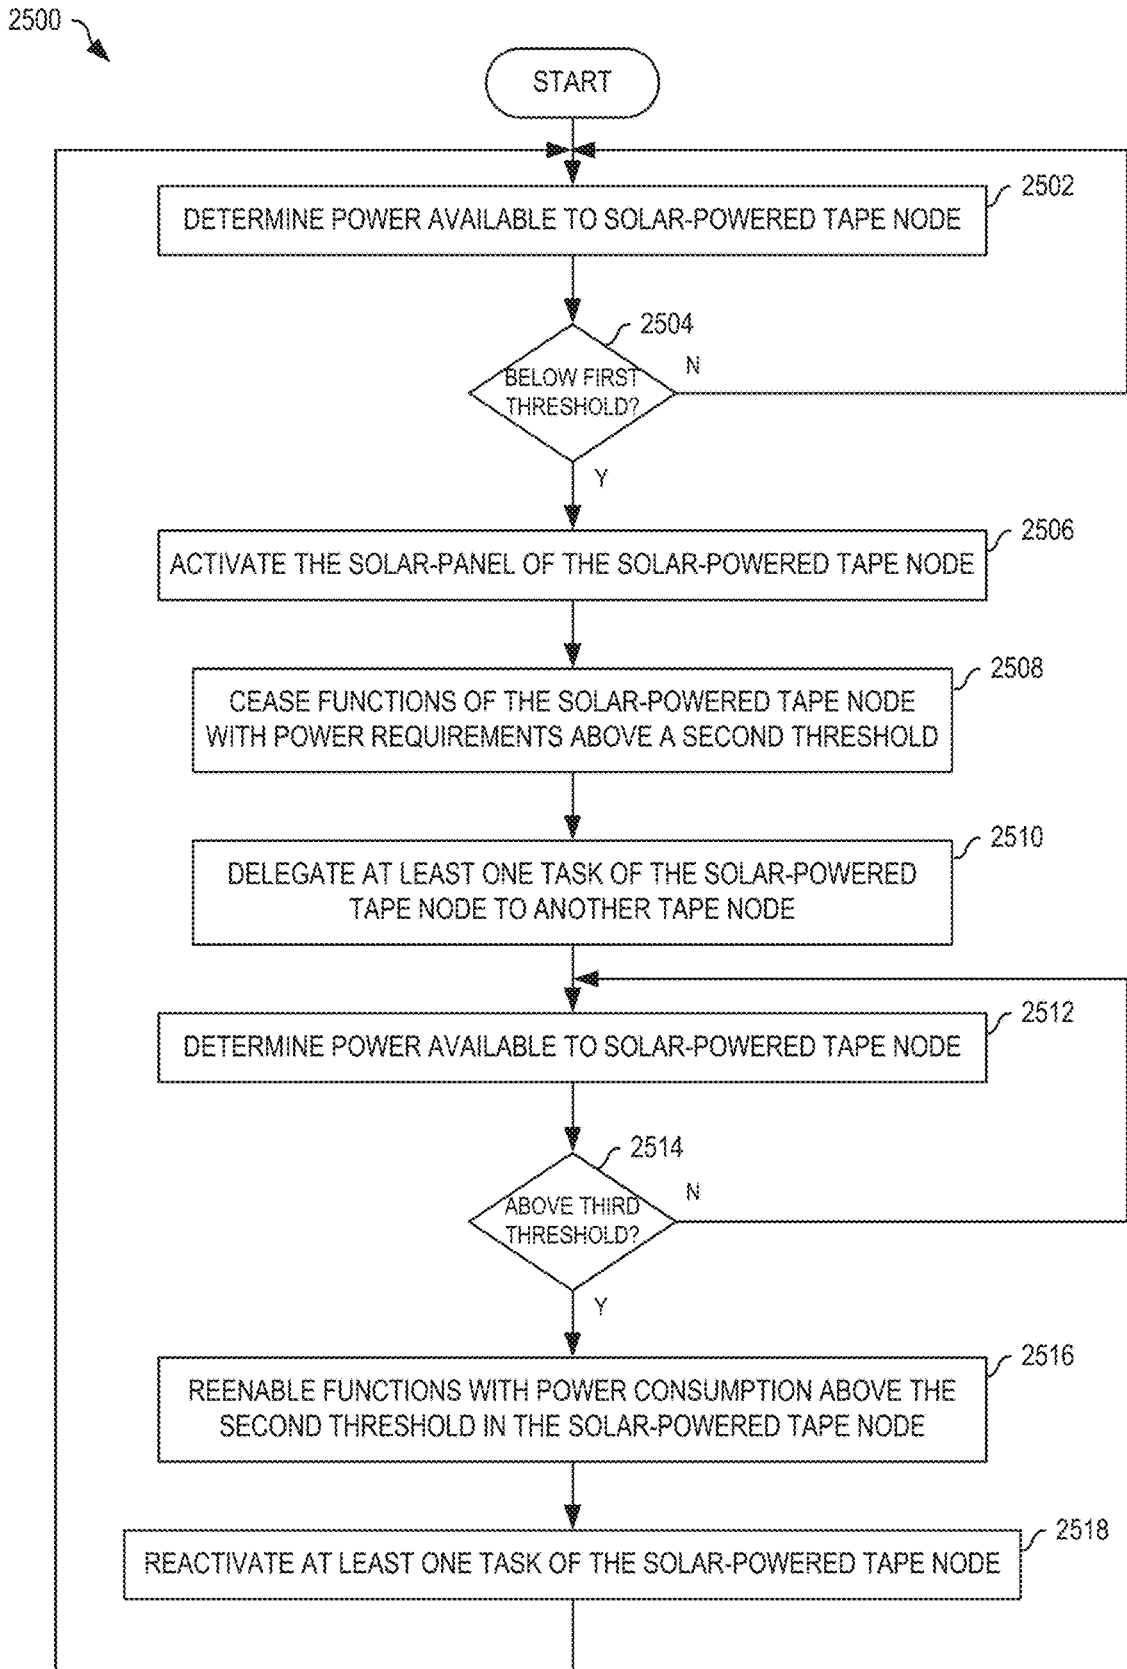 2500
START
2502
DETERMINE POWER AVAILABLE TO SOLAR-POWERED TAPE NODE
2504
BELOW FIRST
THRESHOLD?
N
Y
2506
ACTIVATE THE SOLAR-PANEL OF THE SOLAR-POWERED TAPE NODE
2508
CEASE FUNCTIONS OF THE SOLAR-POWERED TAPE NODE
WITH POWER REQUIREMENTS ABOVE A SECOND THRESHOLD
2510
DELEGATE AT LEAST ONE TASK OF THE SOLAR-POWERED
TAPE NODE TO ANOTHER TAPE NODE
2512
DETERMINE POWER AVAILABLE TO SOLAR-POWERED TAPE NODE
2514
ABOVE THIRD
THRESHOLD?
N
Y
2516
REENABLE FUNCTIONS WITH POWER CONSUMPTION ABOVE THE
SECOND THRESHOLD IN THE SOLAR-POWERED TAPE NODE
2518
REACTIVATE AT LEAST ONE TASK OF THE SOLAR-POWERED TAPE NODE